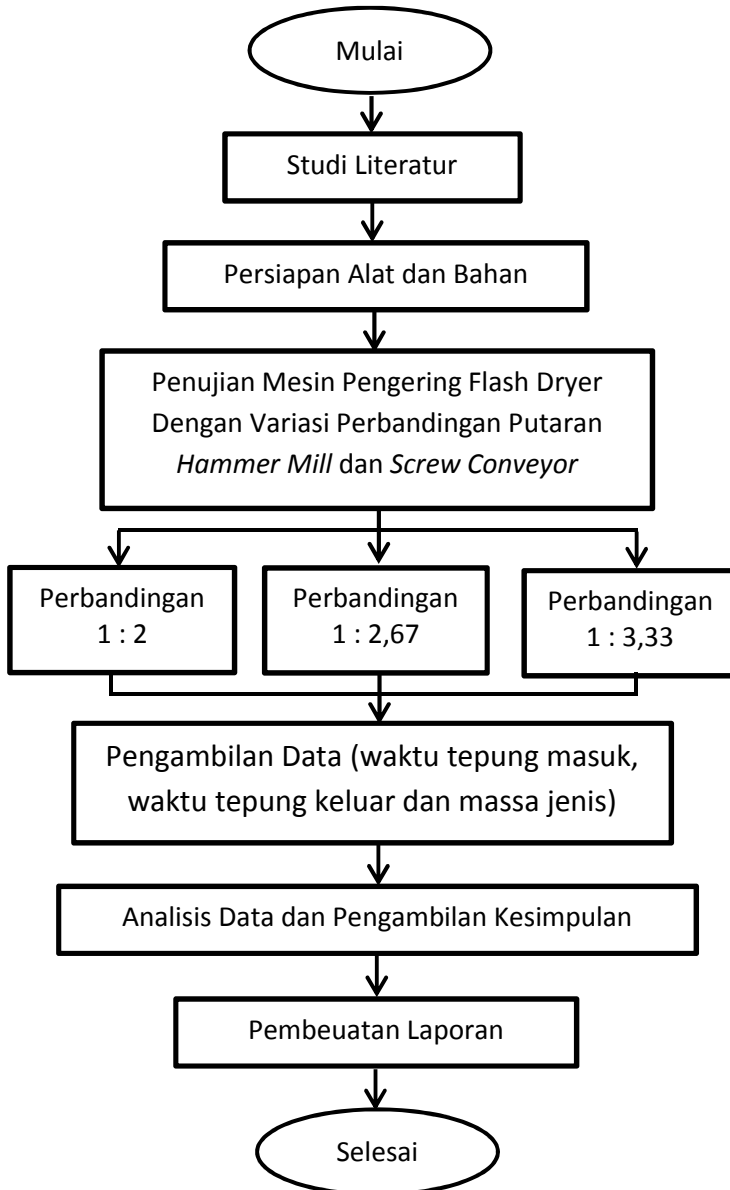 Mulai
Studi Literatur
Persiapan Alat dan Bahan
Penujian Mesin Pengering Flash Dryer
Dengan Variasi Perbandingan Putaran
Hammer Mill dan Screw Conveyor
Perbandingan
1 : 2
Perbandingan
1 : 2,67
Perbandingan
1 : 3,33
Pengambilan Data (waktu tepung masuk,
waktu tepung keluar dan massa jenis)
Analisis Data dan Pengambilan Kesimpulan
Pembeuatan Laporan
Selesai